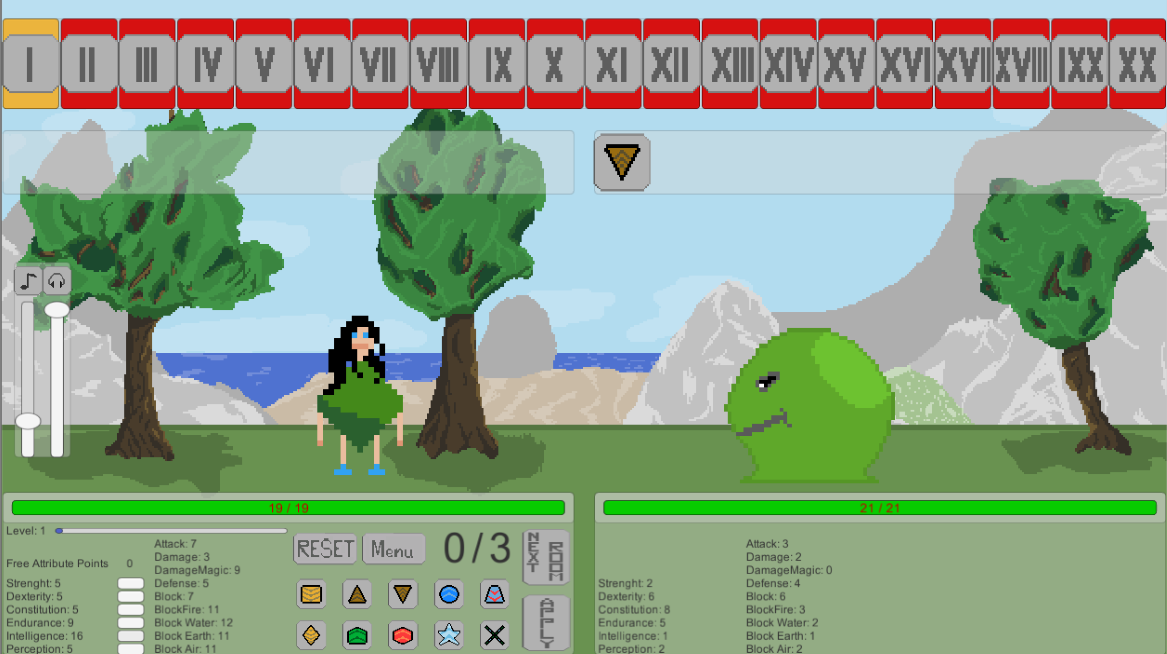 I II III IV V VI VII VIII IX X XI XII XIII XIV XV XVI XVII XVIII IXX XX
19 / 19
21 / 21
Level: 1
Free Attribute Points 0
Strenght: 5
Dexterity: 5
Constitution: 5
Endurance: 9
Intelligence: 16
Perception: 5
Attack: 7
Damage: 3
DamageMagic: 9
Defense: 5
Block: 7
BlockFire: 11
Block Water: 12
Block Earth: 11
Block Air: 11
RESET
Menu
0/3
NEXT
ROOM
APPLY
Strenght: 2
Dexterity: 6
Constitution: 8
Endurance: 5
Intelligence: 1
Perception: 2
Attack: 3
Damage: 2
DamageMagic: 0
Defense: 4
Block: 6
BlockFire: 3
Block Water: 2
Block Earth: 1
Block Air: 2